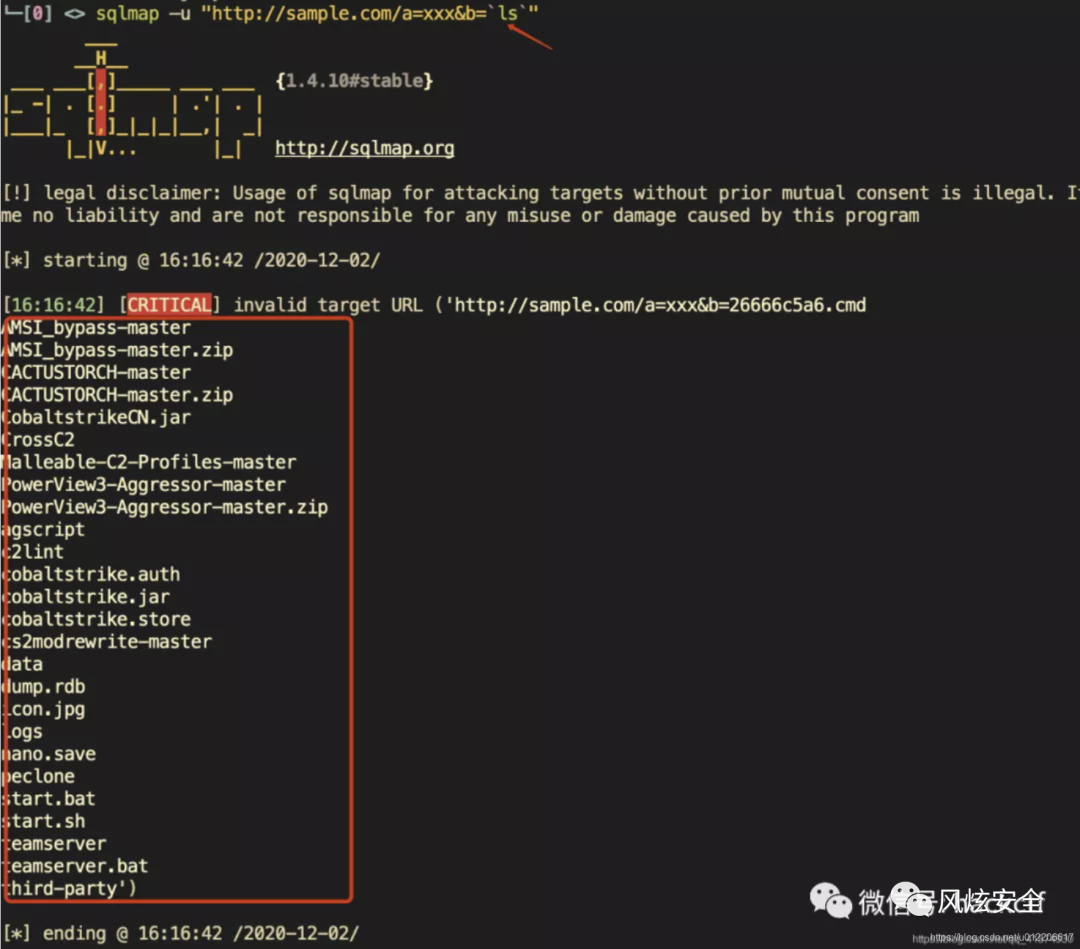 └─[0] <> sqlmap -u "http://sample.com/a=xxx&b=`ls`"
{1.4.10#stable}
http://sqlmap.org
[!] legal disclaimer: Usage of sqlmap for attacking targets without prior mutual consent is illegal.
me no liability and are not responsible for any misuse or damage caused by this program
[*] starting @ 16:16:42 /2020-12-02/
[16:16:42] [CRITICAL] invalid target URL ('http://sample.com/a=xxx&b=26666c5a6.cmd
AMSI_bypass-master
AMSI_bypass-master.zip
CACTUSTORCH-master
CACTUSTORCH-master.zip
CobaltstrikeCN.jar
CrossC2
Malleable-C2-Profiles-master
PowerView3-Aggressor-master
PowerView3-Aggressor-master.zip
agscript
c2lint
cobaltstrike.auth
cobaltstrike.jar
cobaltstrike.store
cs2modrewrite-master
data
dump.rdb
icon.jpg
logs
nano.save
peclone
start.bat
start.sh
teamserver
teamserver.bat
third-party')
风炫安全
[*] ending @ 16:16:42 /2020-12-02/
https://blog.csdn.net/u012206617